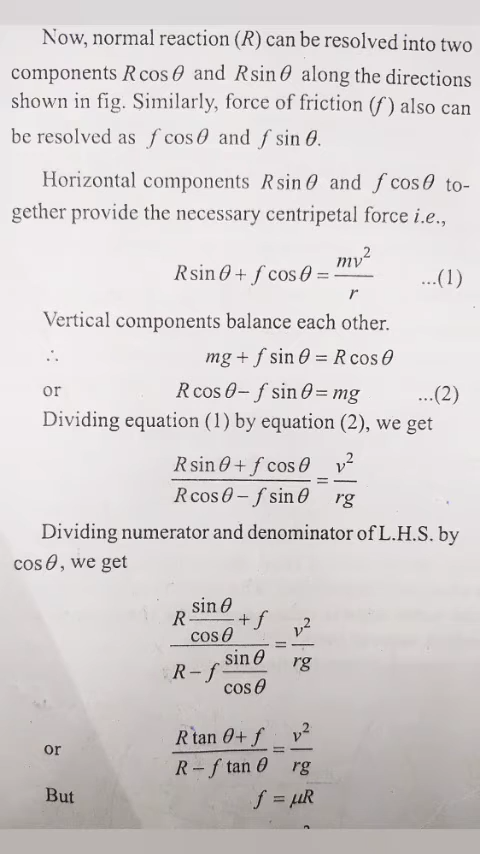 Now, normal reaction (R) can be resolved into two
components R cos θ and R sin θ along the directions
shown in fig. Similarly, force of friction (f) also can
be resolved as f cos θ and f sin θ.
Horizontal components R sin θ and f cos θ to-
gether provide the necessary centripetal force i.e.,
R sin θ + f cos θ = mv²/r ...(1)
Vertical components balance each other.
∴ mg + f sin θ = R cos θ
or R cos θ – f sin θ = mg ...(2)
Dividing equation (1) by equation (2), we get
(R sin θ + f cos θ)/(R cos θ – f sin θ) = v²/rg
Dividing numerator and denominator of L.H.S. by
cos θ, we get
(R sin θ/cos θ + f)/(R – f sin θ/cos θ) = v²/rg
or (R tan θ + f)/(R – f tan θ) = v²/rg
But f = μR